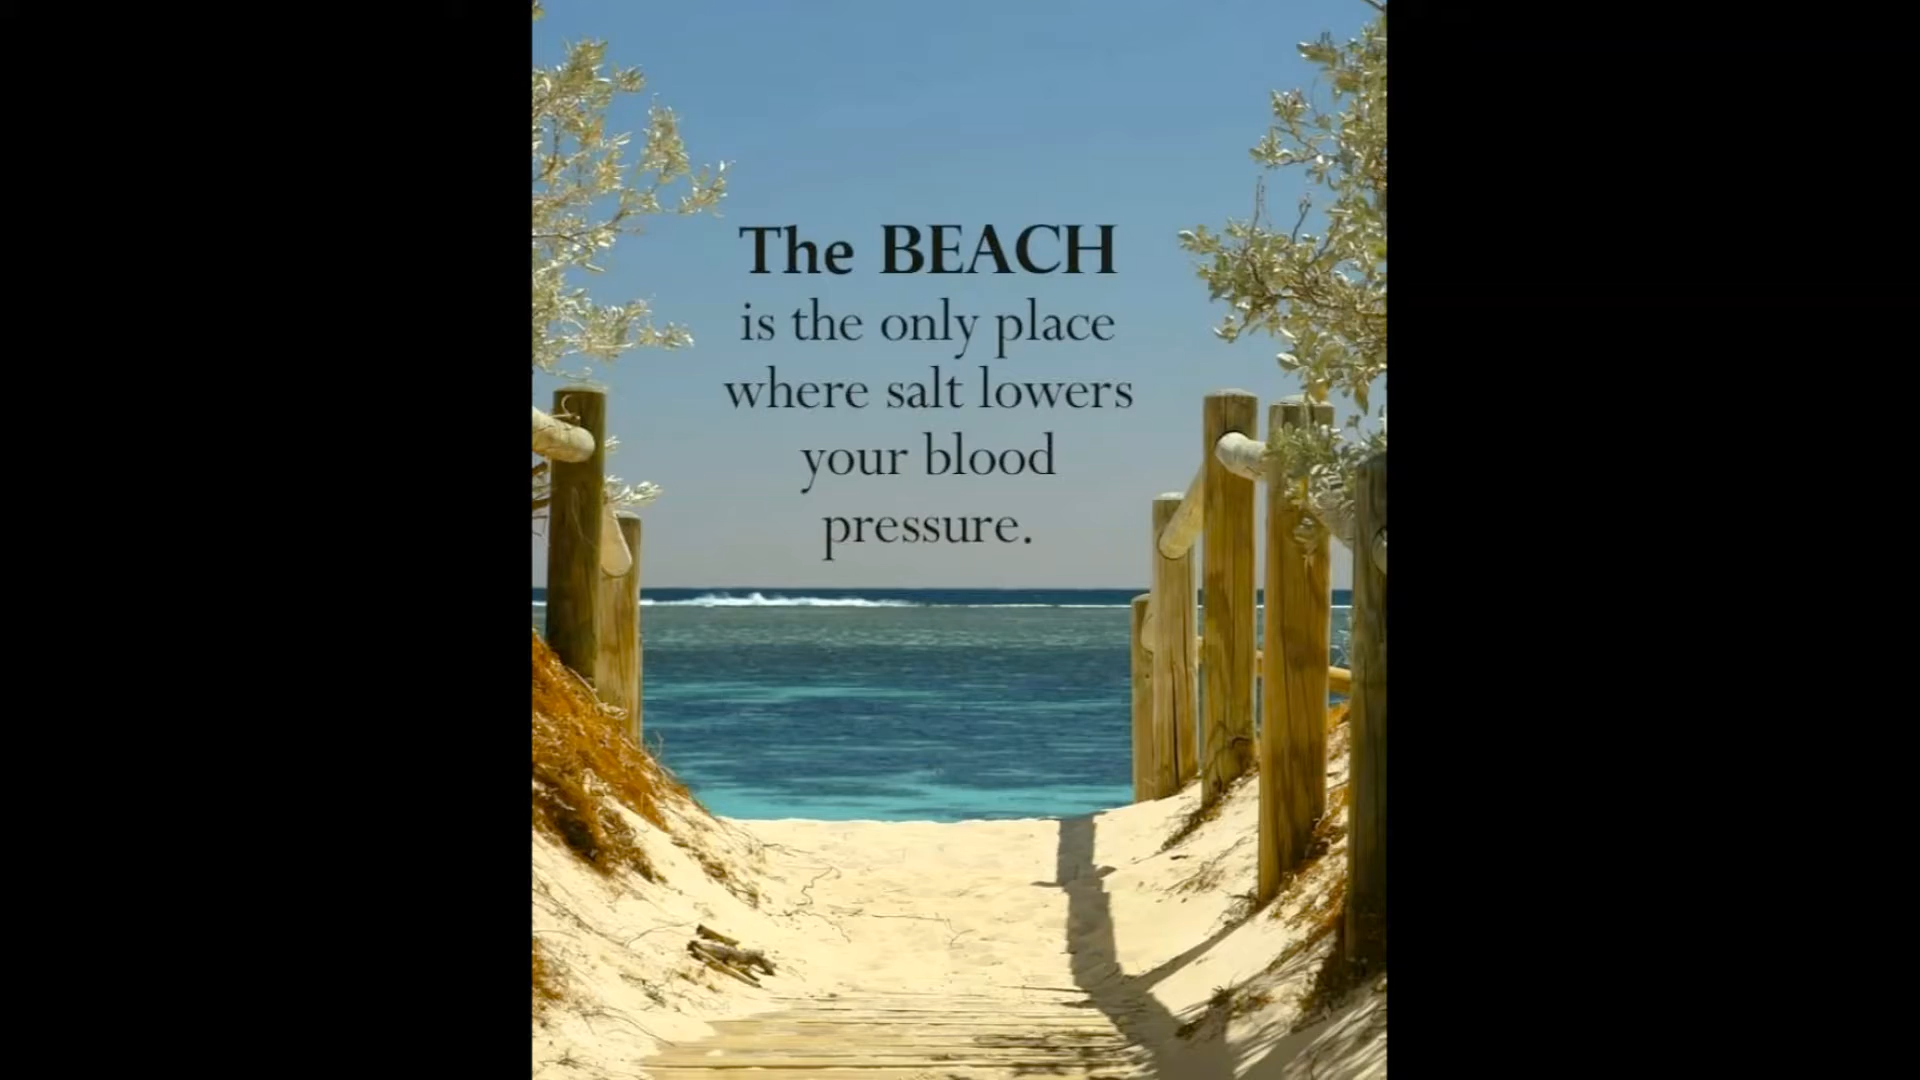 The BEACH
is the only place
where salt lowers
your blood
pressure.